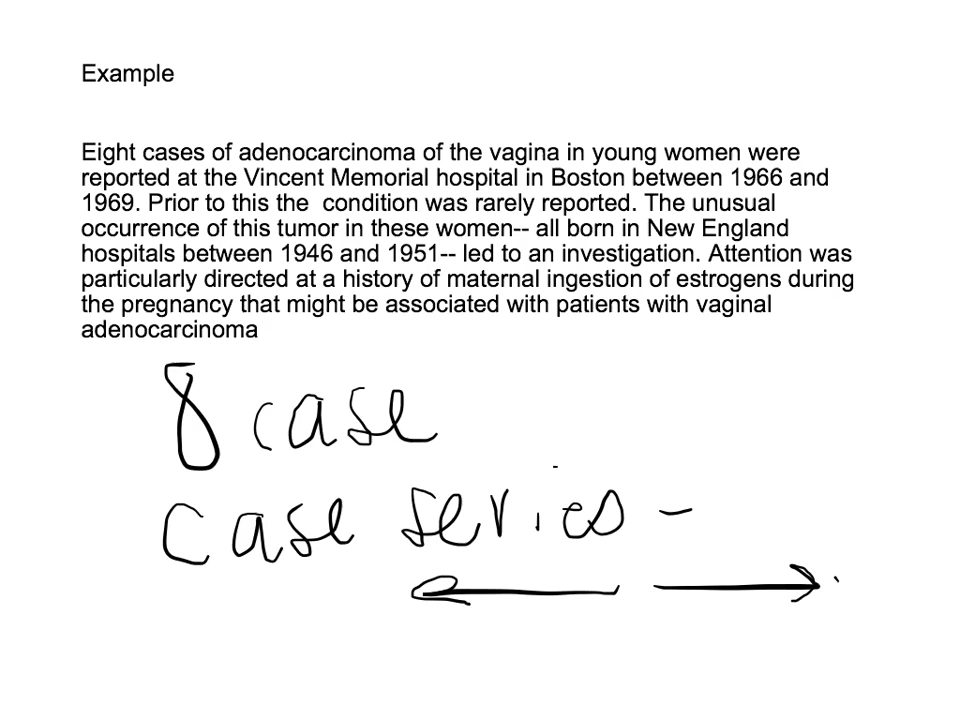 Example
Eight cases of adenocarcinoma of the vagina in young women were
reported at the Vincent Memorial hospital in Boston between 1966 and
1969. Prior to this the  condition was rarely reported. The unusual
occurrence of this tumor in these women-- all born in New England
hospitals between 1946 and 1951-- led to an investigation. Attention was
particularly directed at a history of maternal ingestion of estrogens during
the pregnancy that might be associated with patients with vaginal
adenocarcinoma
8 case
case series -